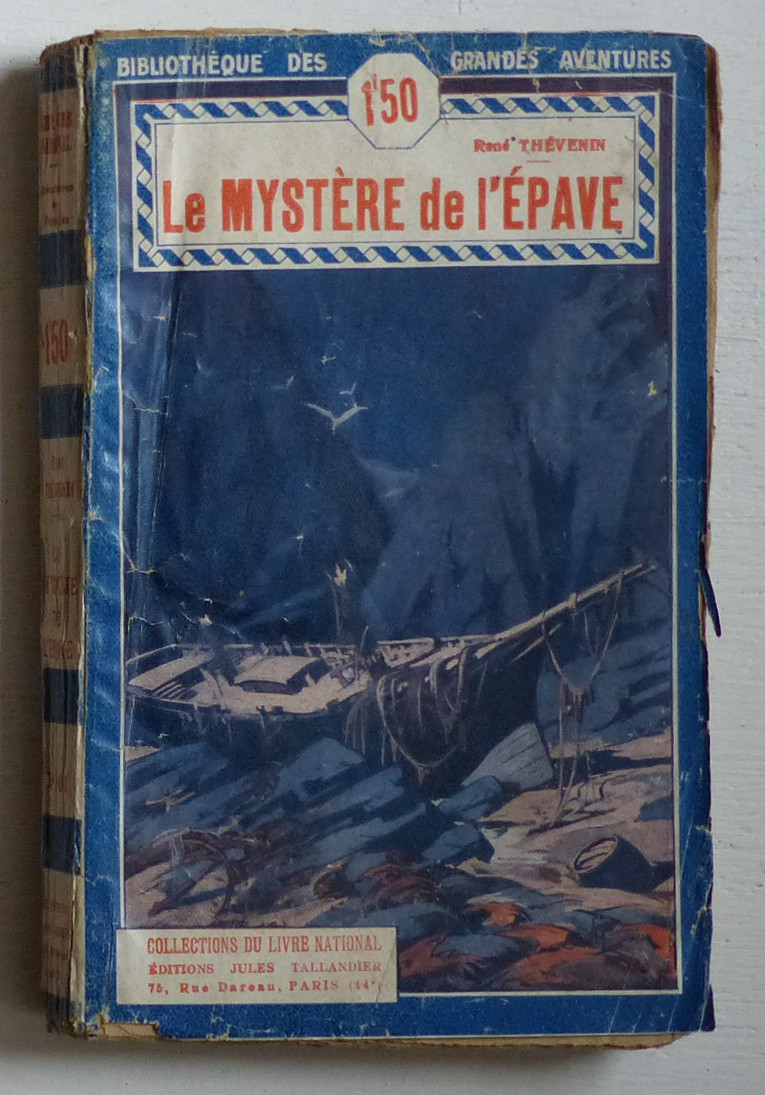 BIBLIOTHÈQUE DES GRANDES AVENTURES
1f50
René THÉVENIN
Le MYSTÈRE de l'ÉPAVE
COLLECTIONS DU LIVRE NATIONAL
ÉDITIONS JULES TALLANDIER
75, Rue Dareau, PARIS (14e)
150